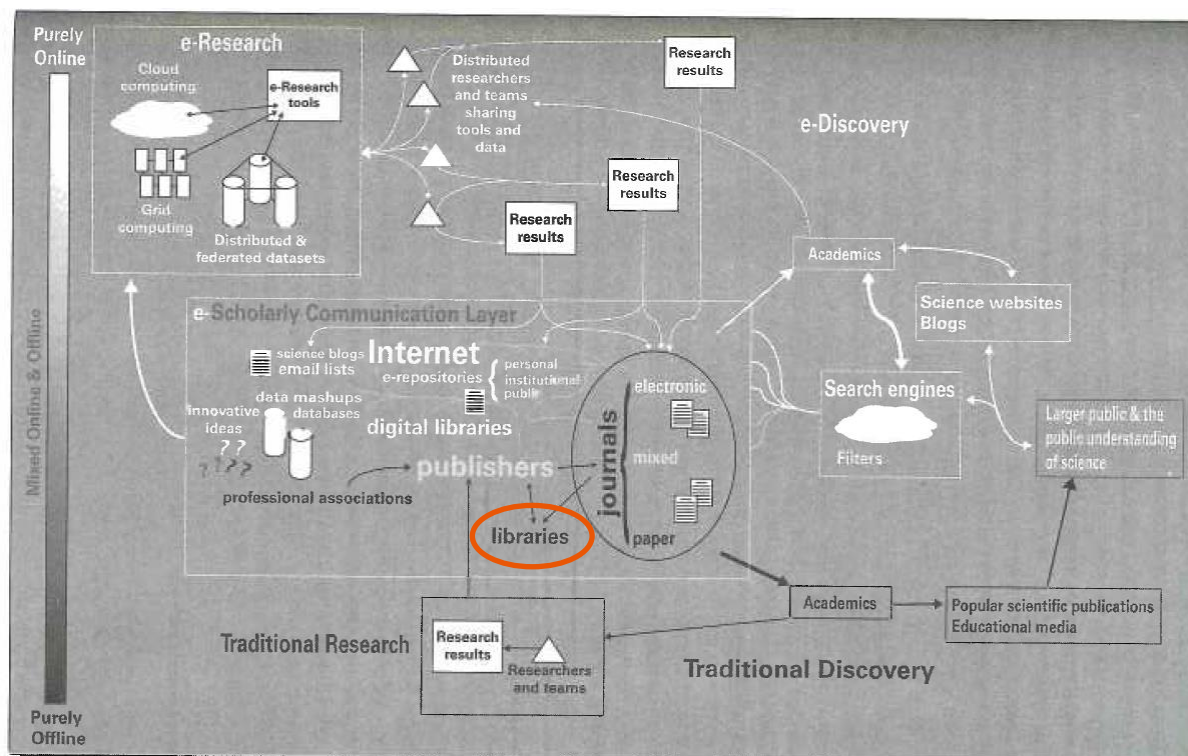 Purely
Online
Mixed Online & Offline
Purely
Offline
e-Research
Cloud
computing
e-Research
tools
Grid
computing
Distributed &
federated datasets
Distributed
researchers
and teams
sharing
tools and
data
Research
results
Research
results
Research
results
e-Discovery
Academics
Science websites
Blogs
Search engines
Filters
Larger public & the
public understanding
of science
e-Scholarly Communication Layer
science blogs
email lists
Internet
e-repositories
personal
institutional
public
data mashups
databases
innovative
ideas
? ?
? ! ? ?
digital libraries
publishers
professional associations
libraries
journals
electronic
mixed
paper
Academics
Popular scientific publications
Educational media
Traditional Research
Research
results
Researchers
and teams
Traditional Discovery